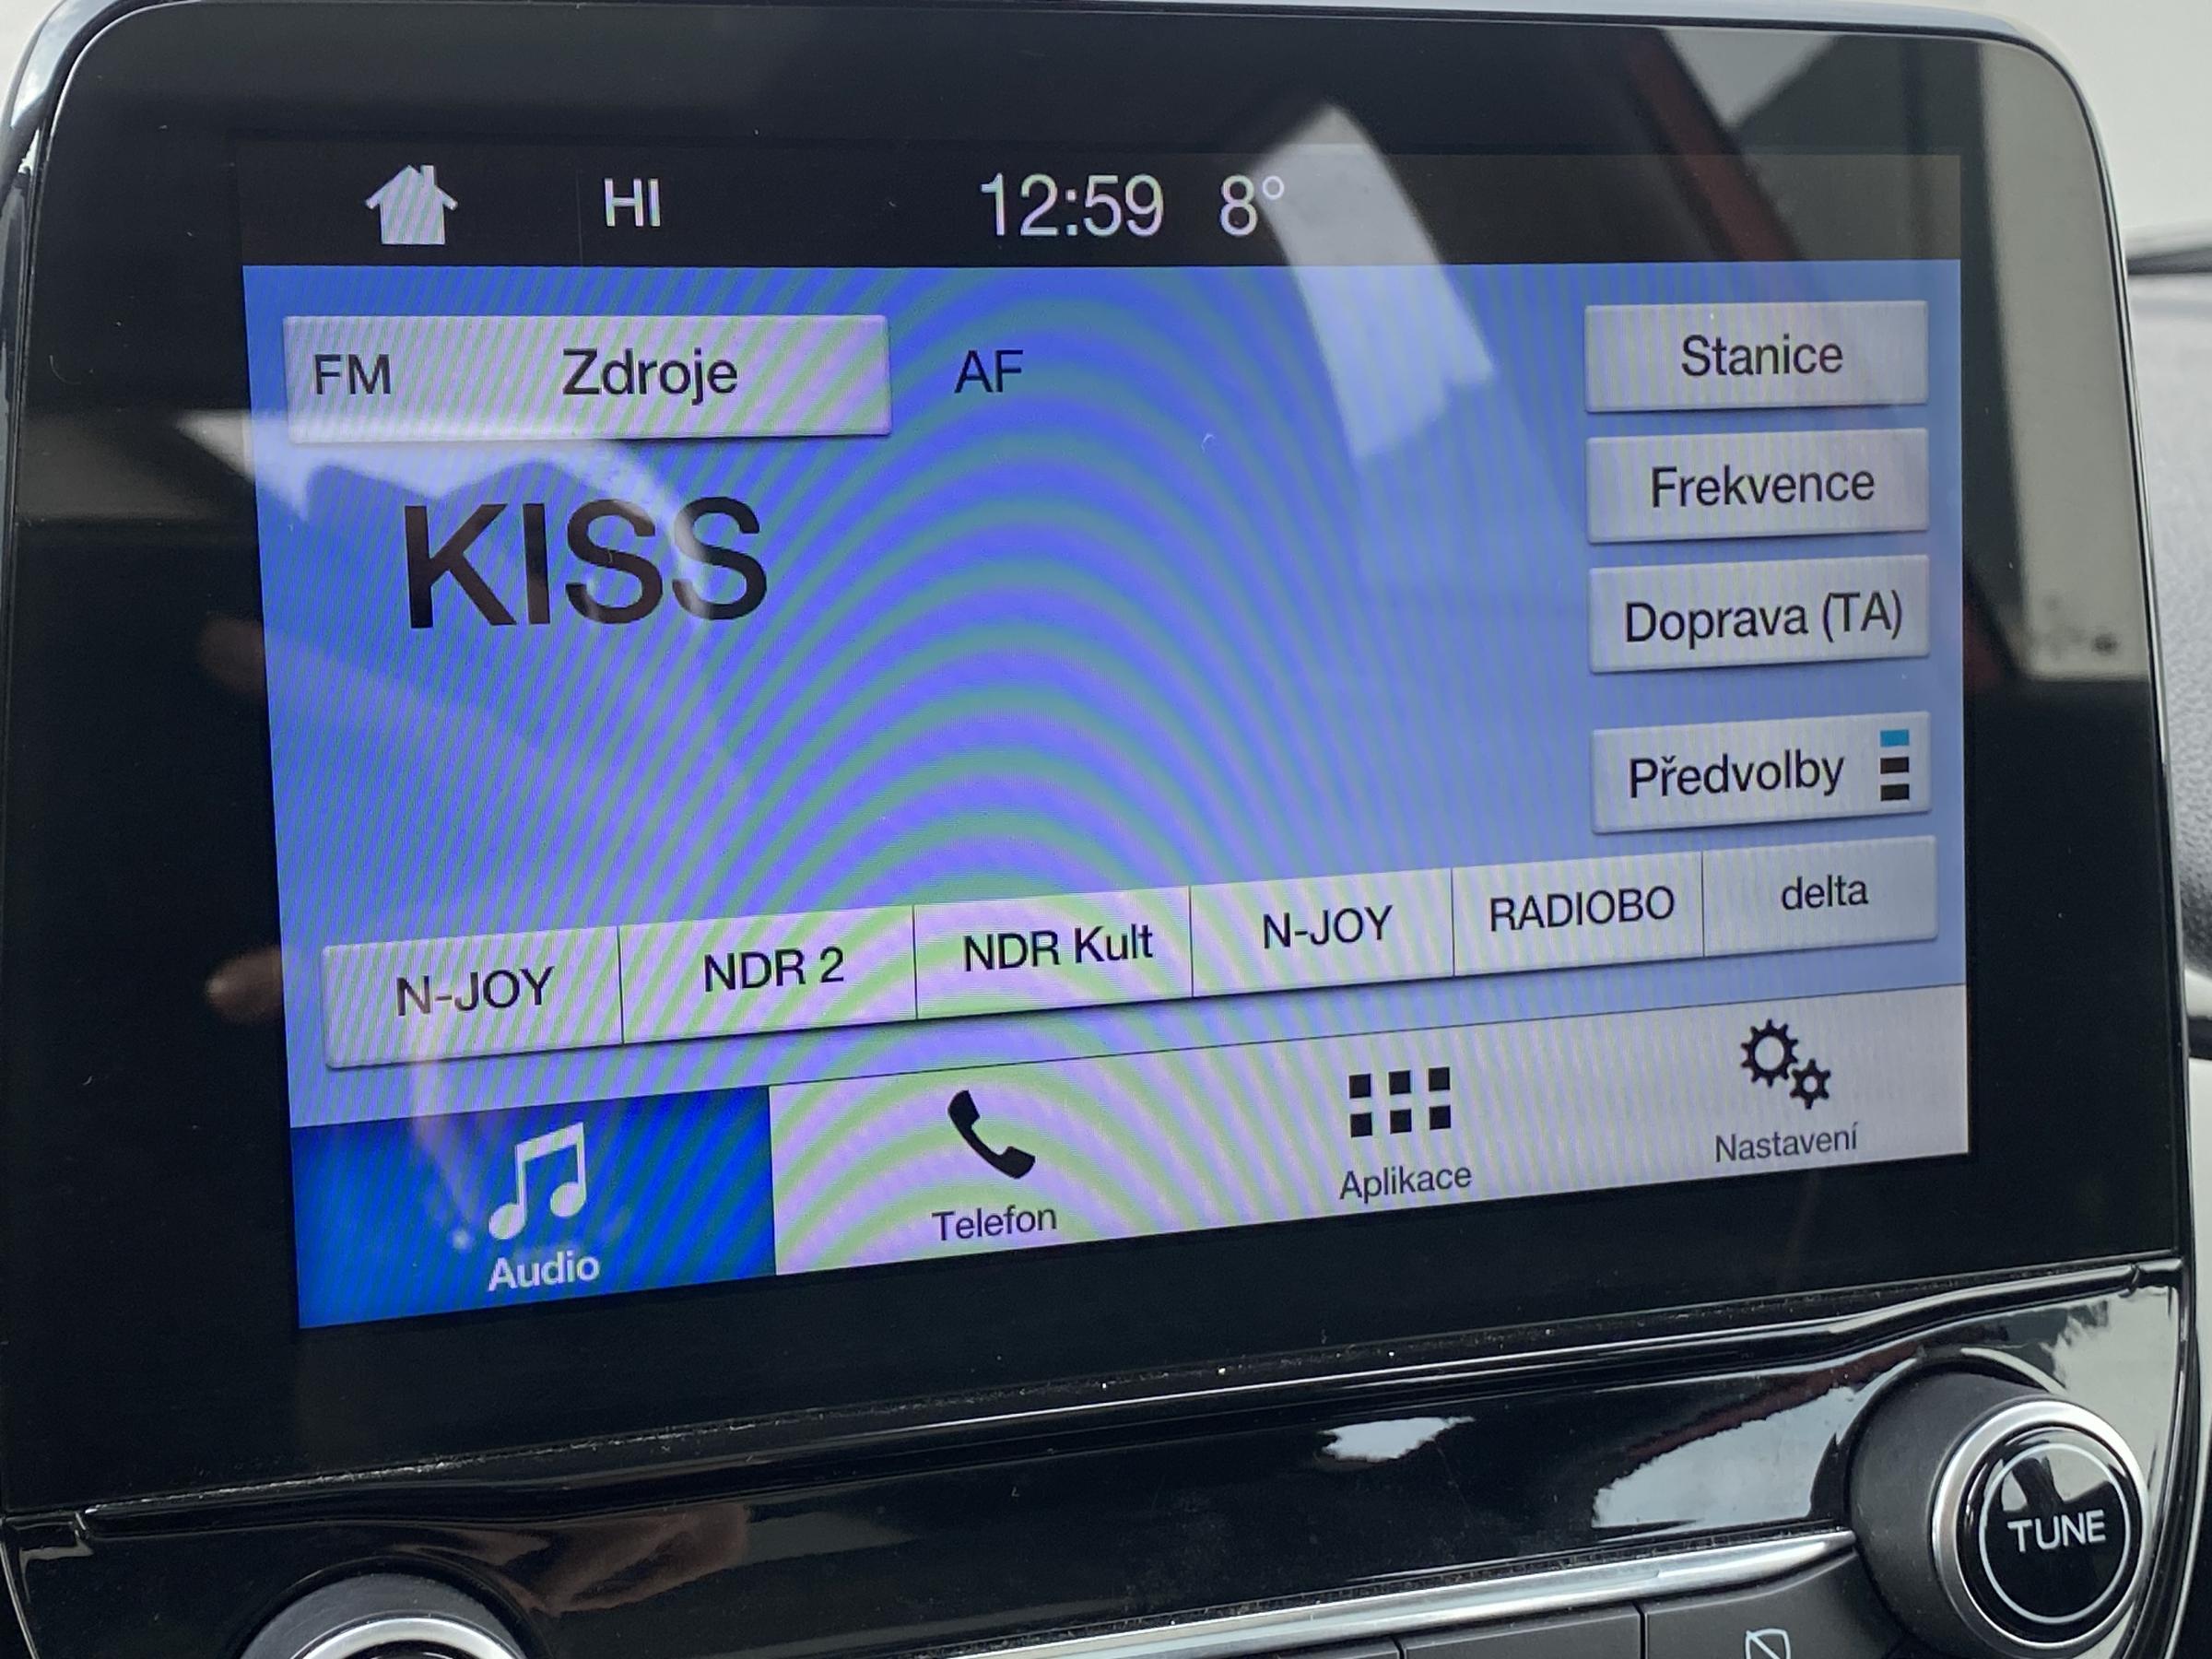 HI 12:59 8°
FM Zdroje AF Stanice
Frekvence
KISS
Doprava (TA)
Předvolby
N-JOY NDR 2 NDR Kult N-JOY RADIOBO delta
Audio Telefon Aplikace Nastavení
TUNE